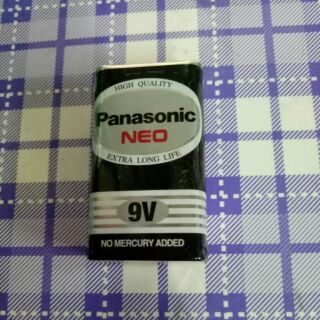 HIGH QUALITY
Panasonic
NEO
EXTRA LONG LIFE
9V
NO MERCURY ADDED